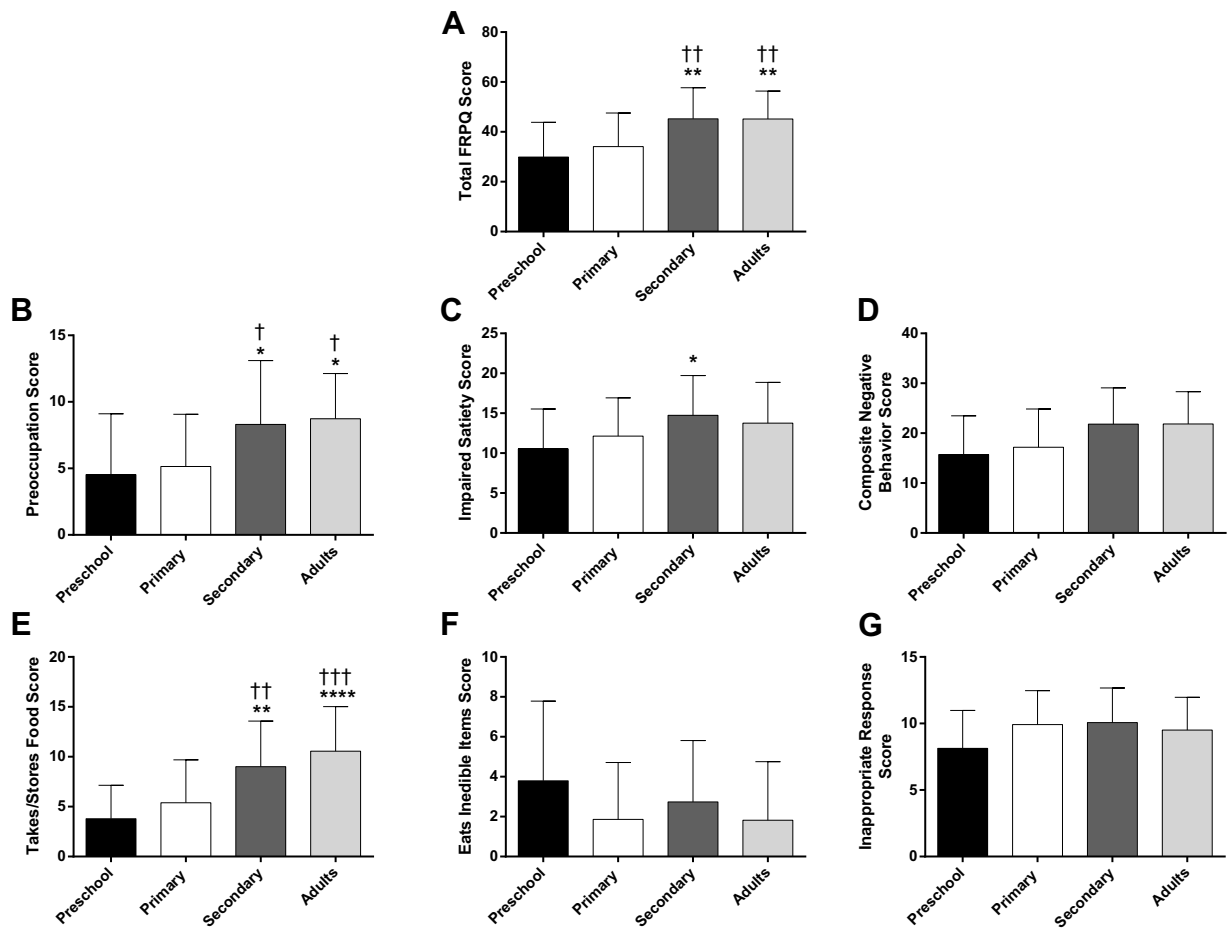 A
Total FRPQ Score
80
60
40
20
0
††
**
††
**
Preschool
Primary
Secondary
Adults
B
Preoccupation Score
15
10
5
0
†
*
†
*
Preschool
Primary
Secondary
Adults
C
Impaired Satiety Score
25
20
15
10
5
0
*
Preschool
Primary
Secondary
Adults
D
Composite Negative
Behavior Score
40
30
20
10
0
Preschool
Primary
Secondary
Adults
E
Takes/Stores Food Score
20
15
10
5
0
††
**
†††
****
Preschool
Primary
Secondary
Adults
F
Eats Inedible Items Score
10
8
6
4
2
0
Preschool
Primary
Secondary
Adults
G
Inappropriate Response
Score
15
10
5
0
Preschool
Primary
Secondary
Adults